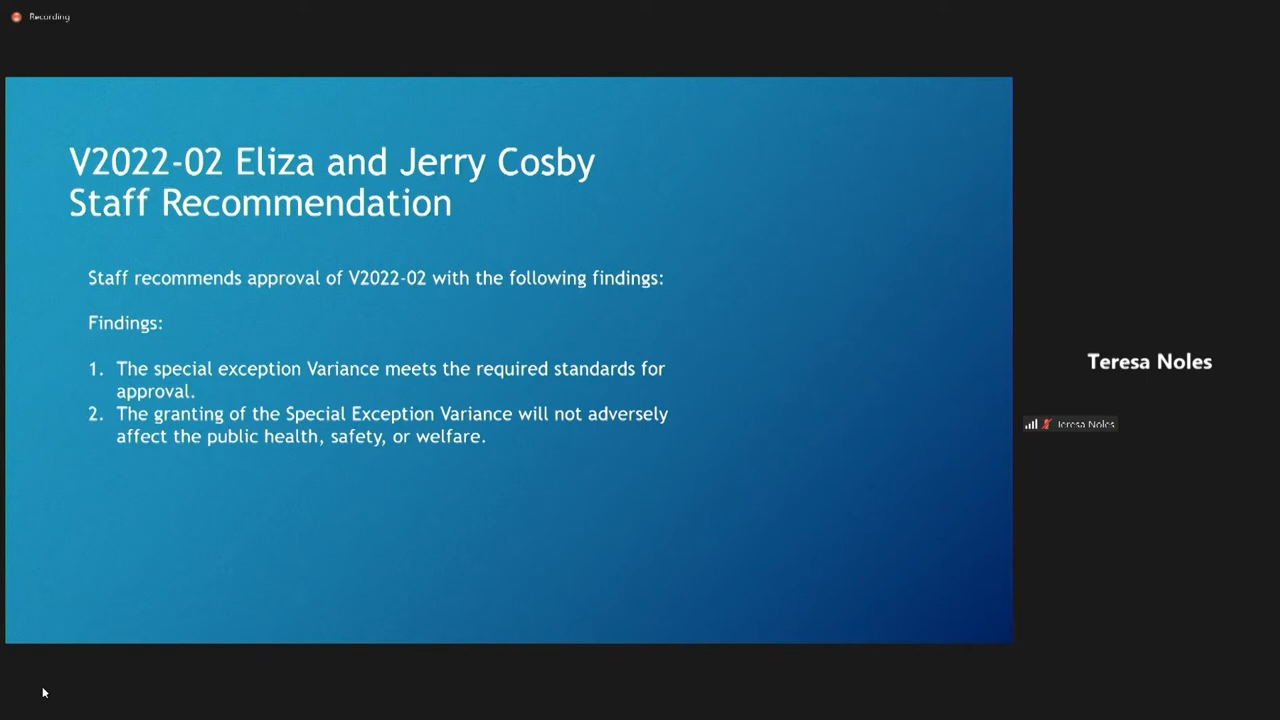 Recording
V2022-02 Eliza and Jerry Cosby
Staff Recommendation
Staff recommends approval of V2022-02 with the following findings:
Findings:
1. The special exception Variance meets the required standards for
approval.
2. The granting of the Special Exception Variance will not adversely
affect the public health, safety, or welfare.
Teresa Noles
Teresa Noles